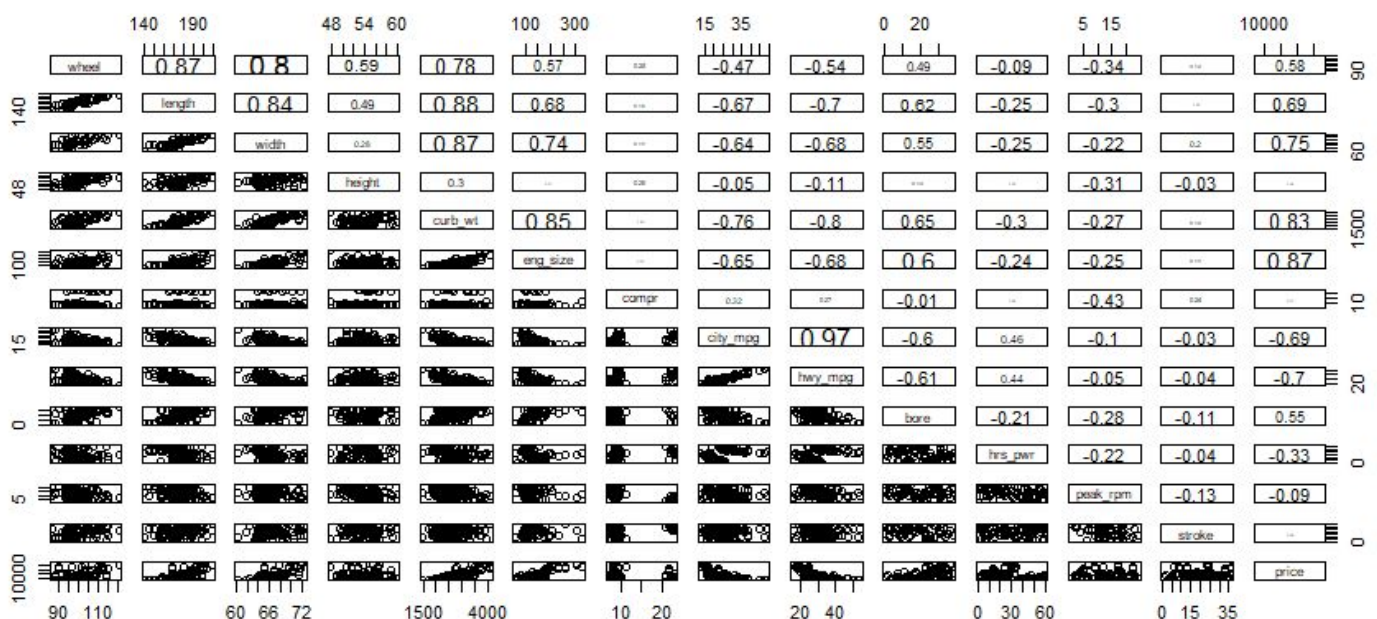 140 190 48 54 60 100 300 15 35 0 20 5 15 10000
wheel 0.87 0.8 0.59 0.78 0.57 -0.47 -0.54 0.49 -0.09 -0.34 0.58 90
140 length 0.84 0.49 0.88 0.68 -0.67 -0.7 0.62 -0.25 -0.3 0.69
width 0.28 0.87 0.74 -0.64 -0.68 0.55 -0.25 -0.22 0.2 0.75 60
48 height 0.3 -0.05 -0.11 -0.31 -0.03
curb_wt 0.85 -0.76 -0.8 0.65 -0.3 -0.27 0.83 1500
100 eng_size -0.65 -0.68 0.6 -0.24 -0.25 0.87
compr 0.32 0.27 -0.01 -0.43 10
15 city_mpg 0.97 -0.6 0.46 -0.1 -0.03 -0.69
hwy_mpg -0.61 0.44 -0.05 -0.04 -0.7 20
0 bore -0.21 -0.28 -0.11 0.55
hrs_pwr -0.22 -0.04 -0.33 0
5 peak_rpm -0.13 -0.09
stroke 0
10000 price
90 110 60 66 72 1500 4000 10 20 20 40 0 30 60 0 15 35